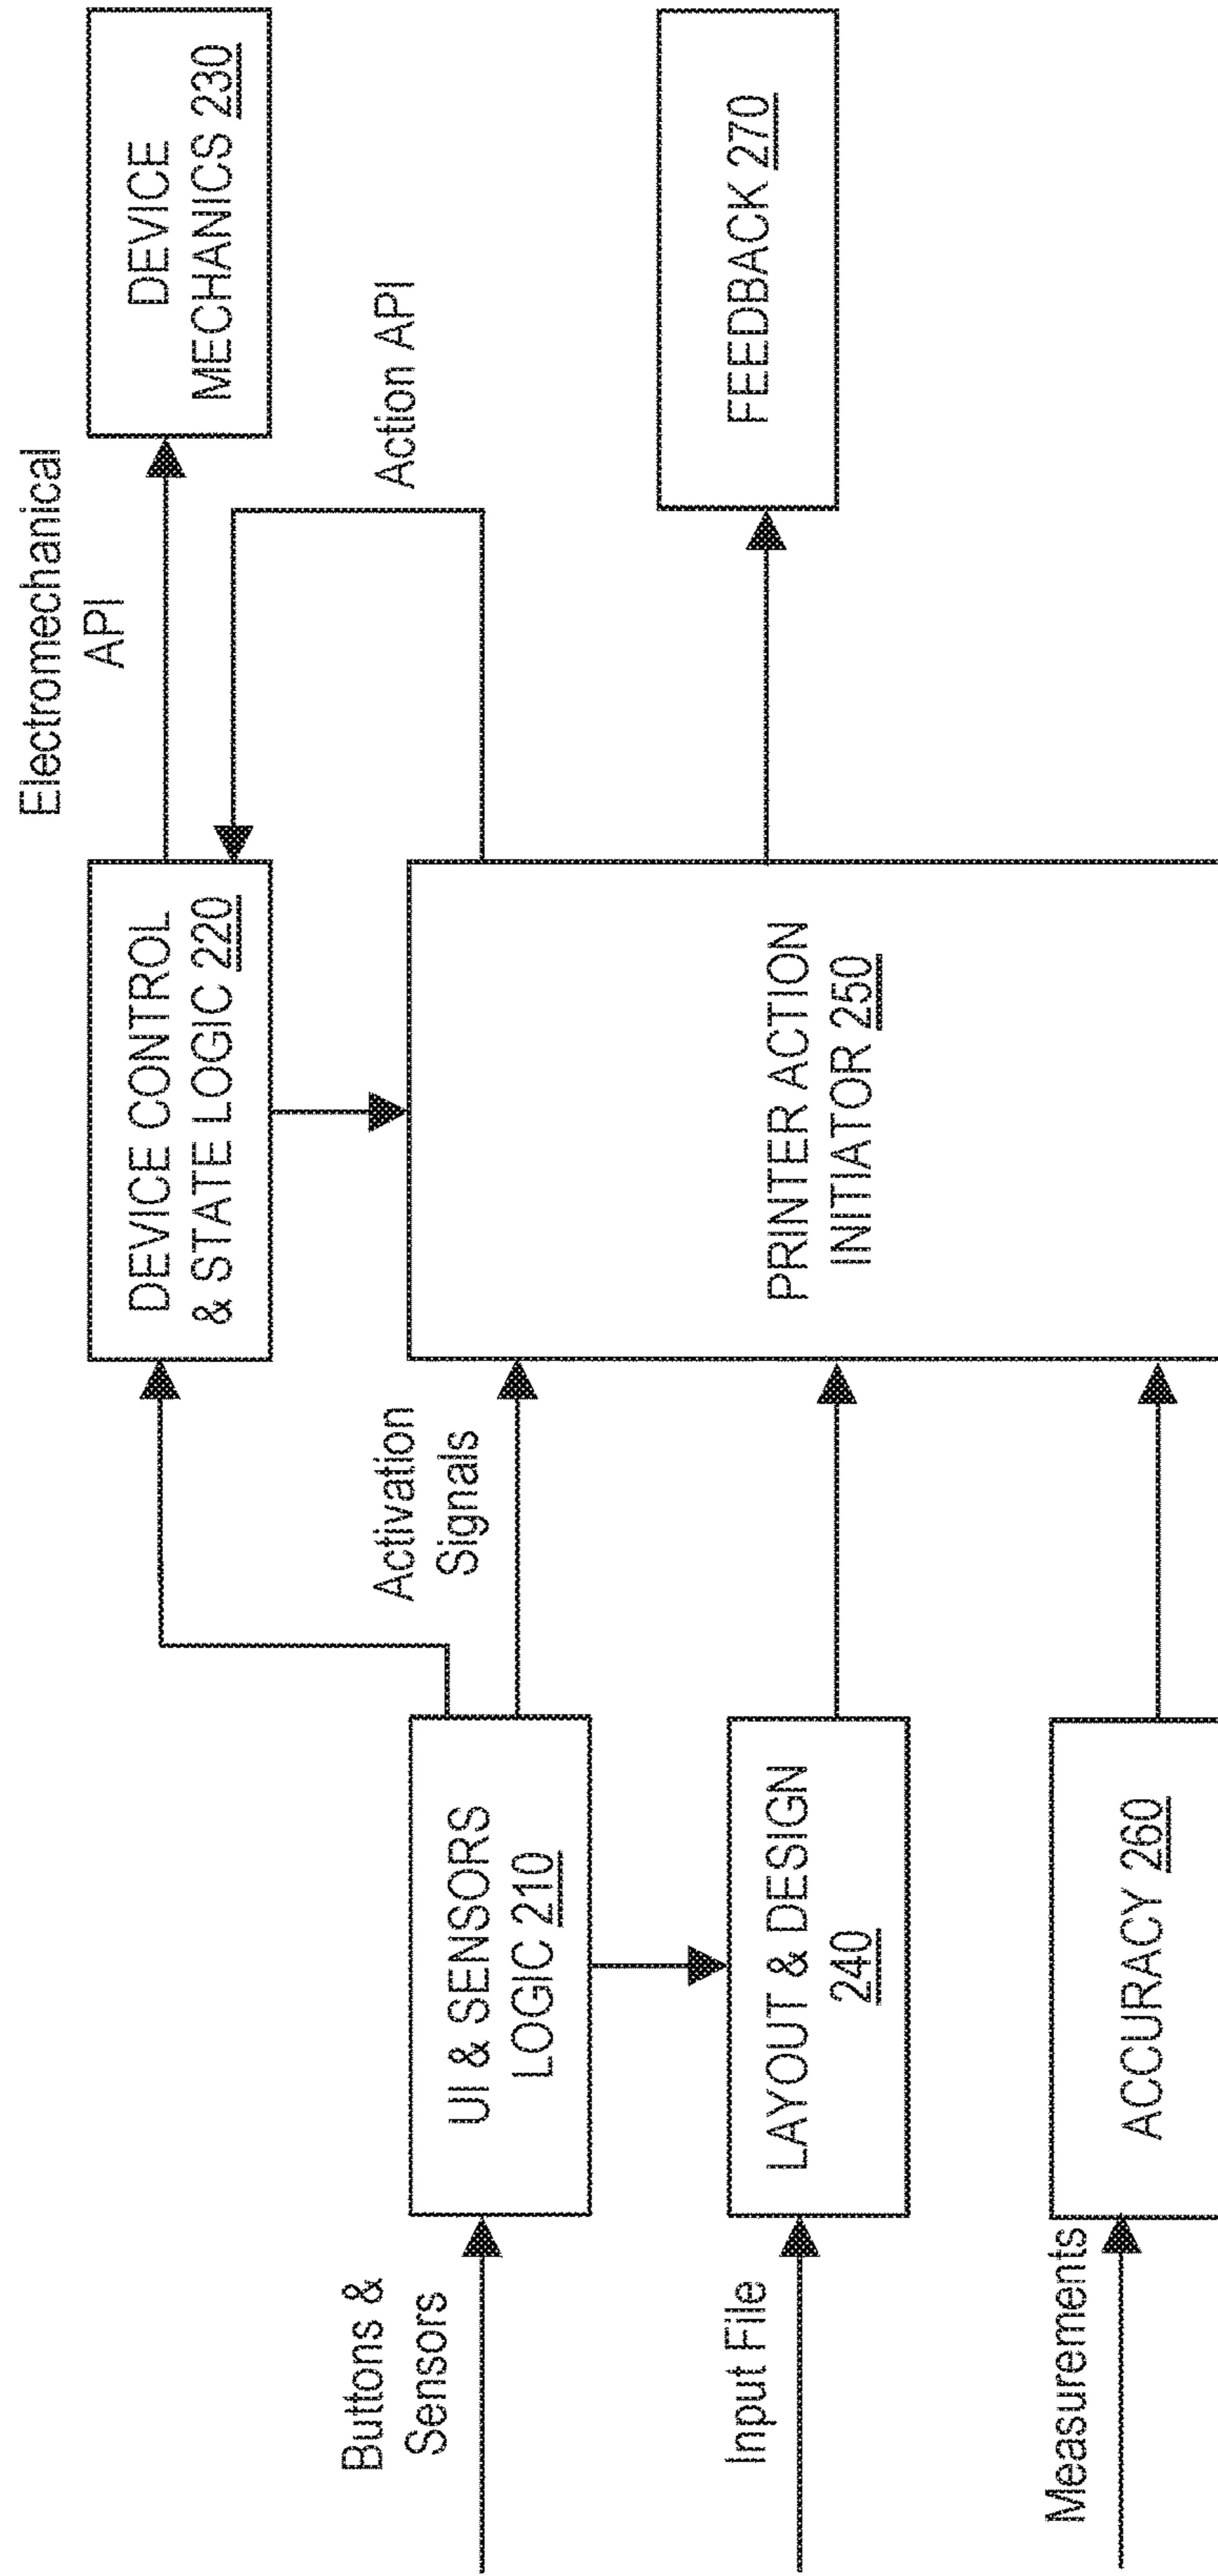 Electromechanical
API
DEVICE
MECHANICS 230
DEVICE CONTROL
& STATE LOGIC 220
Action API
Activation
Signals
Buttons &
Sensors
UI & SENSORS
LOGIC 210
PRINTER ACTION
INITIATOR 250
FEEDBACK 270
Input File
LAYOUT & DESIGN
240
Measurements
ACCURACY 260